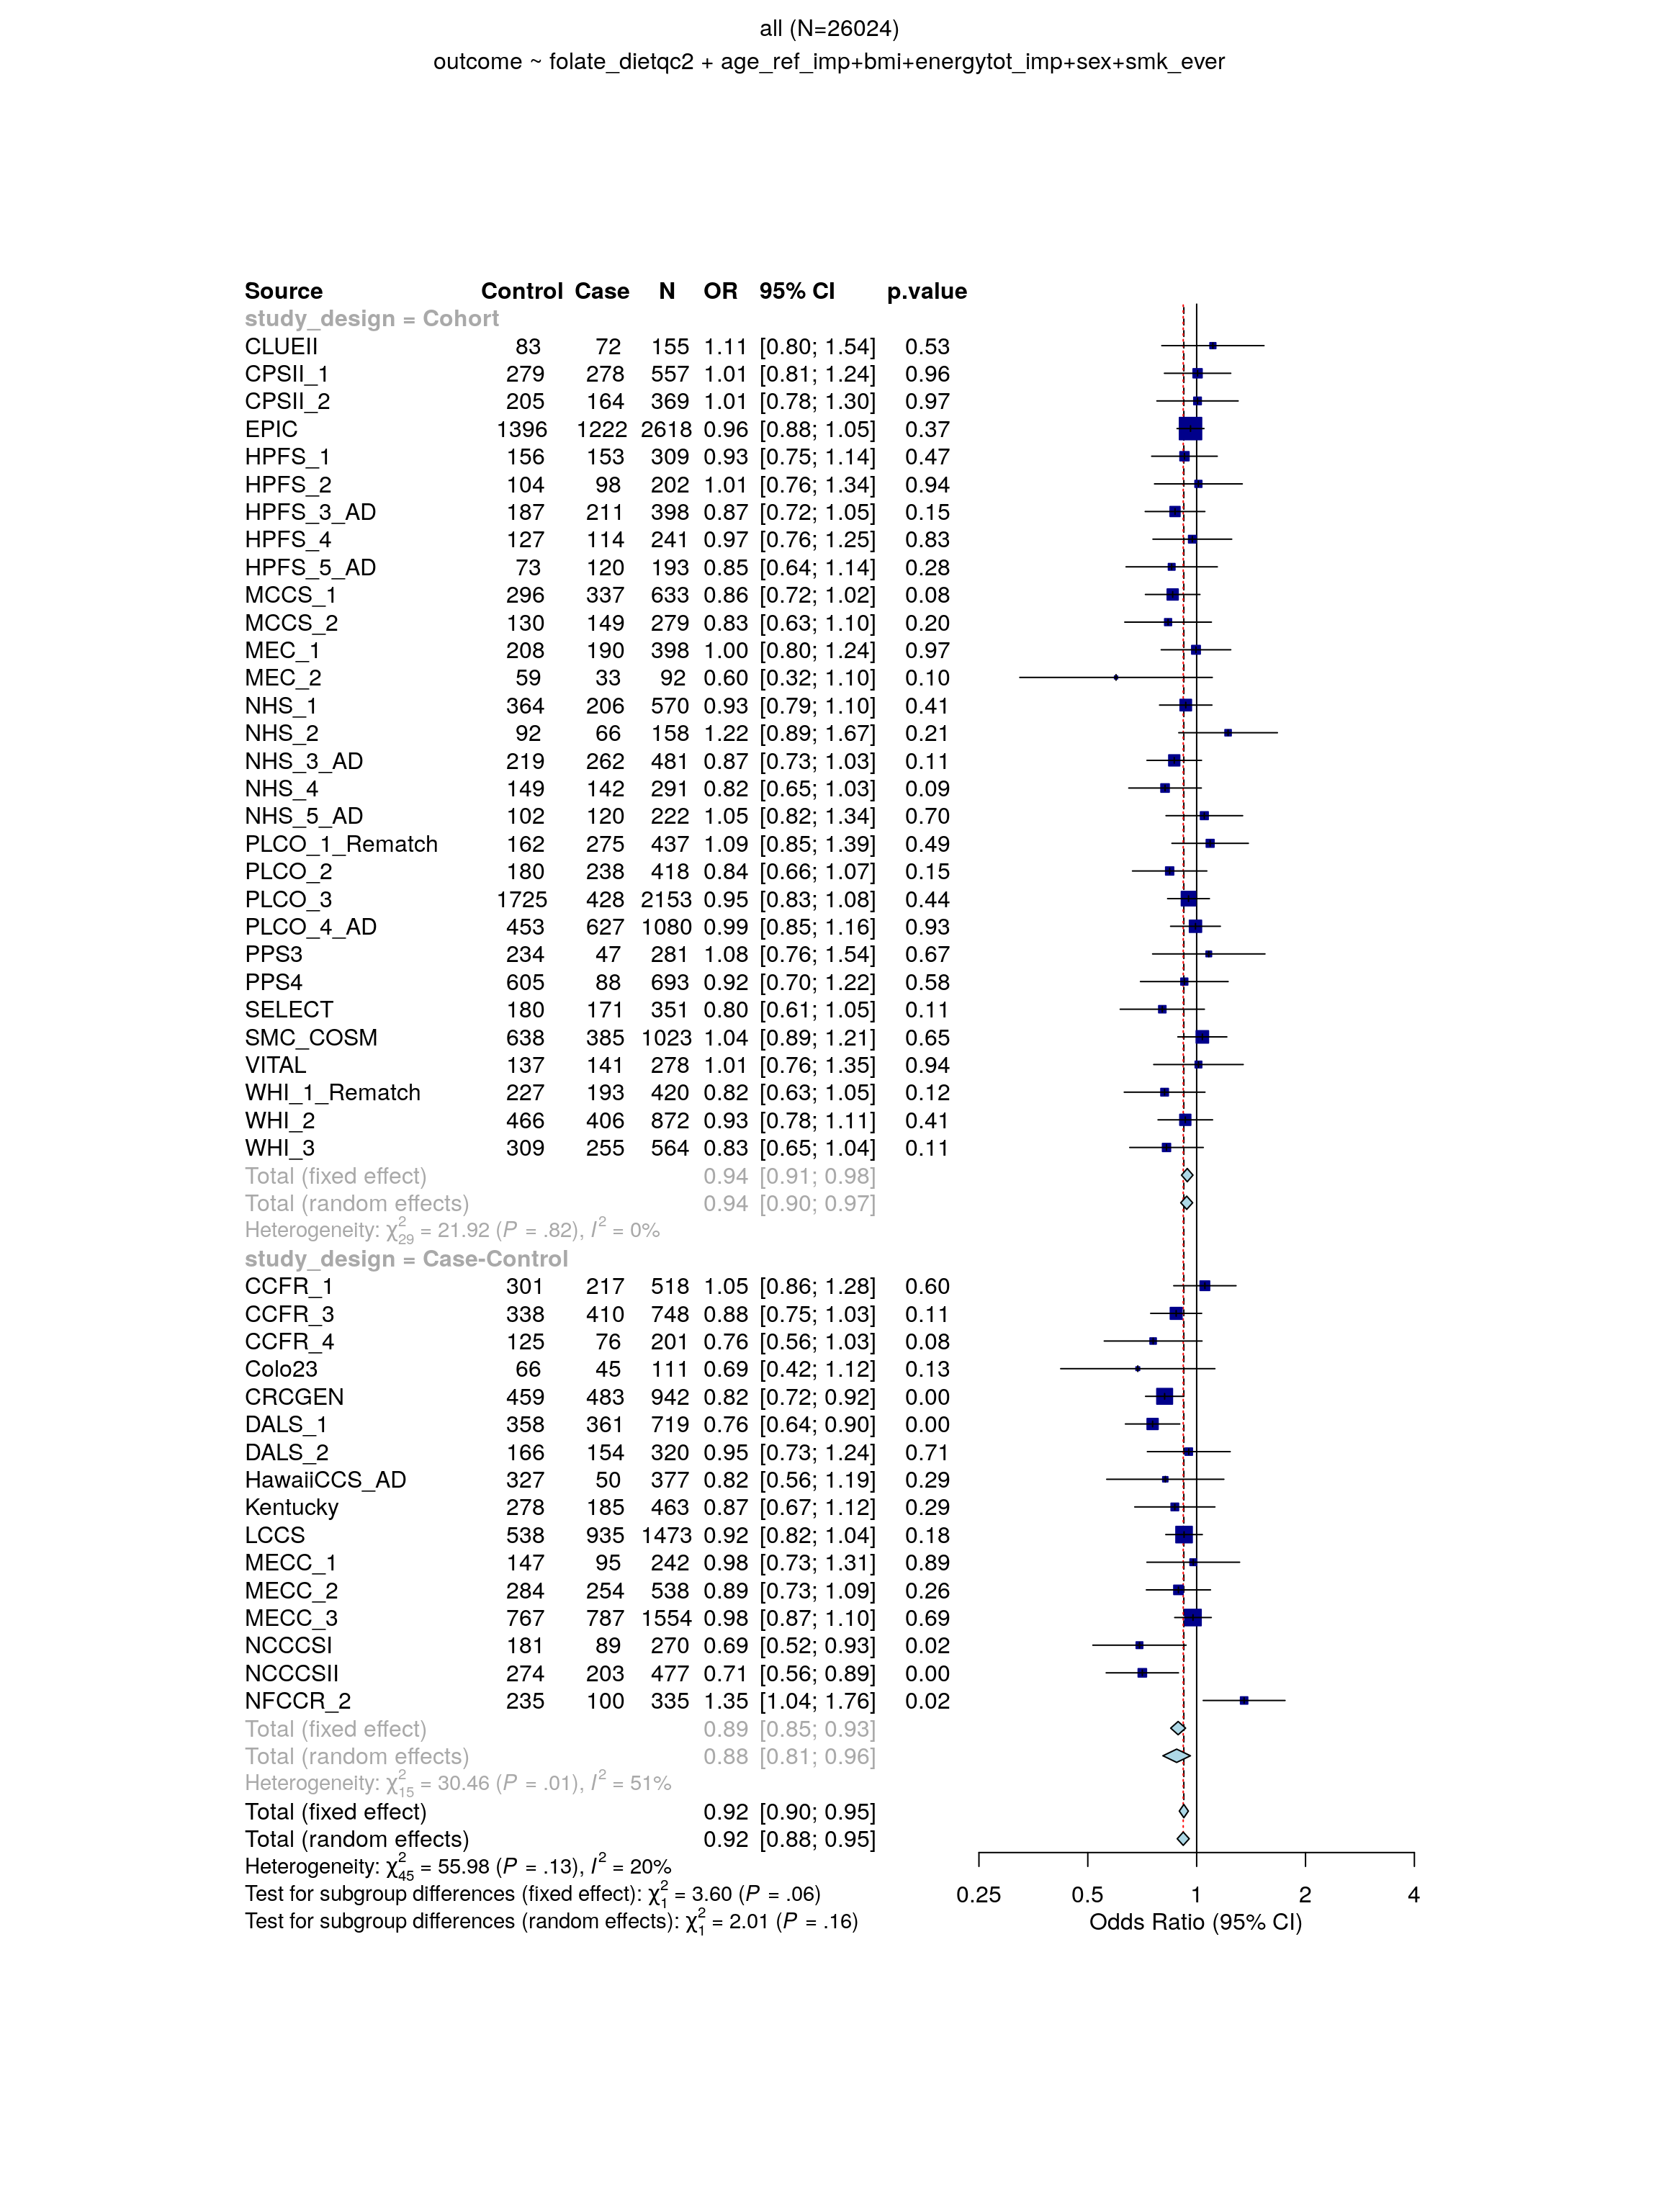 all (N=26024)
outcome ~ folate_dietqc2 + age_ref_imp+bmi+energytot_imp+sex+smk_ever
Source Control Case N OR 95% CI p.value
study_design = Cohort
CLUEII 83 72 155 1.11 [0.80; 1.54] 0.53
CPSII_1 279 278 557 1.01 [0.81; 1.24] 0.96
CPSII_2 205 164 369 1.01 [0.78; 1.30] 0.97
EPIC 1396 1222 2618 0.96 [0.88; 1.05] 0.37
HPFS_1 156 153 309 0.93 [0.75; 1.14] 0.47
HPFS_2 104 98 202 1.01 [0.76; 1.34] 0.94
HPFS_3_AD 187 211 398 0.87 [0.72; 1.05] 0.15
HPFS_4 127 114 241 0.97 [0.76; 1.25] 0.83
HPFS_5_AD 73 120 193 0.85 [0.64; 1.14] 0.28
MCCS_1 296 337 633 0.86 [0.72; 1.02] 0.08
MCCS_2 130 149 279 0.83 [0.63; 1.10] 0.20
MEC_1 208 190 398 1.00 [0.80; 1.24] 0.97
MEC_2 59 33 92 0.60 [0.32; 1.10] 0.10
NHS_1 364 206 570 0.93 [0.79; 1.10] 0.41
NHS_2 92 66 158 1.22 [0.89; 1.67] 0.21
NHS_3_AD 219 262 481 0.87 [0.73; 1.03] 0.11
NHS_4 149 142 291 0.82 [0.65; 1.03] 0.09
NHS_5_AD 102 120 222 1.05 [0.82; 1.34] 0.70
PLCO_1_Rematch 162 275 437 1.09 [0.85; 1.39] 0.49
PLCO_2 180 238 418 0.84 [0.66; 1.07] 0.15
PLCO_3 1725 428 2153 0.95 [0.83; 1.08] 0.44
PLCO_4_AD 453 627 1080 0.99 [0.85; 1.16] 0.93
PPS3 234 47 281 1.08 [0.76; 1.54] 0.67
PPS4 605 88 693 0.92 [0.70; 1.22] 0.58
SELECT 180 171 351 0.80 [0.61; 1.05] 0.11
SMC_COSM 638 385 1023 1.04 [0.89; 1.21] 0.65
VITAL 137 141 278 1.01 [0.76; 1.35] 0.94
WHI_1_Rematch 227 193 420 0.82 [0.63; 1.05] 0.12
WHI_2 466 406 872 0.93 [0.78; 1.11] 0.41
WHI_3 309 255 564 0.83 [0.65; 1.04] 0.11
Total (fixed effect) 0.94 [0.91; 0.98]
Total (random effects) 0.94 [0.90; 0.97]
Heterogeneity: χ²₂₉ = 21.92 (P = .82), I² = 0%
study_design = Case-Control
CCFR_1 301 217 518 1.05 [0.86; 1.28] 0.60
CCFR_3 338 410 748 0.88 [0.75; 1.03] 0.11
CCFR_4 125 76 201 0.76 [0.56; 1.03] 0.08
Colo23 66 45 111 0.69 [0.42; 1.12] 0.13
CRCGEN 459 483 942 0.82 [0.72; 0.92] 0.00
DALS_1 358 361 719 0.76 [0.64; 0.90] 0.00
DALS_2 166 154 320 0.95 [0.73; 1.24] 0.71
HawaiiCCS_AD 327 50 377 0.82 [0.56; 1.19] 0.29
Kentucky 278 185 463 0.87 [0.67; 1.12] 0.29
LCCS 538 935 1473 0.92 [0.82; 1.04] 0.18
MECC_1 147 95 242 0.98 [0.73; 1.31] 0.89
MECC_2 284 254 538 0.89 [0.73; 1.09] 0.26
MECC_3 767 787 1554 0.98 [0.87; 1.10] 0.69
NCCCSI 181 89 270 0.69 [0.52; 0.93] 0.02
NCCCSII 274 203 477 0.71 [0.56; 0.89] 0.00
NFCCR_2 235 100 335 1.35 [1.04; 1.76] 0.02
Total (fixed effect) 0.89 [0.85; 0.93]
Total (random effects) 0.88 [0.81; 0.96]
Heterogeneity: χ²₁₅ = 30.46 (P = .01), I² = 51%
Total (fixed effect) 0.92 [0.90; 0.95]
Total (random effects) 0.92 [0.88; 0.95]
Heterogeneity: χ²₄₅ = 55.98 (P = .13), I² = 20%
Test for subgroup differences (fixed effect): χ²₁ = 3.60 (P = .06)
Test for subgroup differences (random effects): χ²₁ = 2.01 (P = .16)
0.25 0.5 1 2 4
Odds Ratio (95% CI)